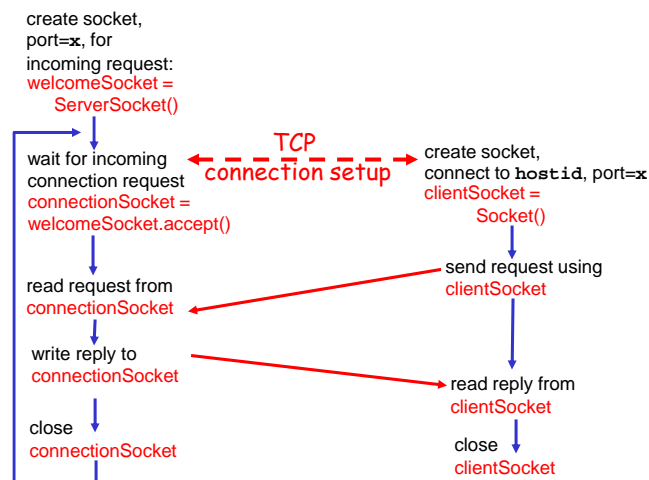 create socket,
port=x, for
incoming request:
welcomeSocket =
ServerSocket()
wait for incoming
connection request
connectionSocket =
welcomeSocket.accept()
read request from
connectionSocket
write reply to
connectionSocket
close
connectionSocket
TCP
connection setup
create socket,
connect to hostid, port=x
clientSocket =
Socket()
send request using
clientSocket
read reply from
clientSocket
close
clientSocket